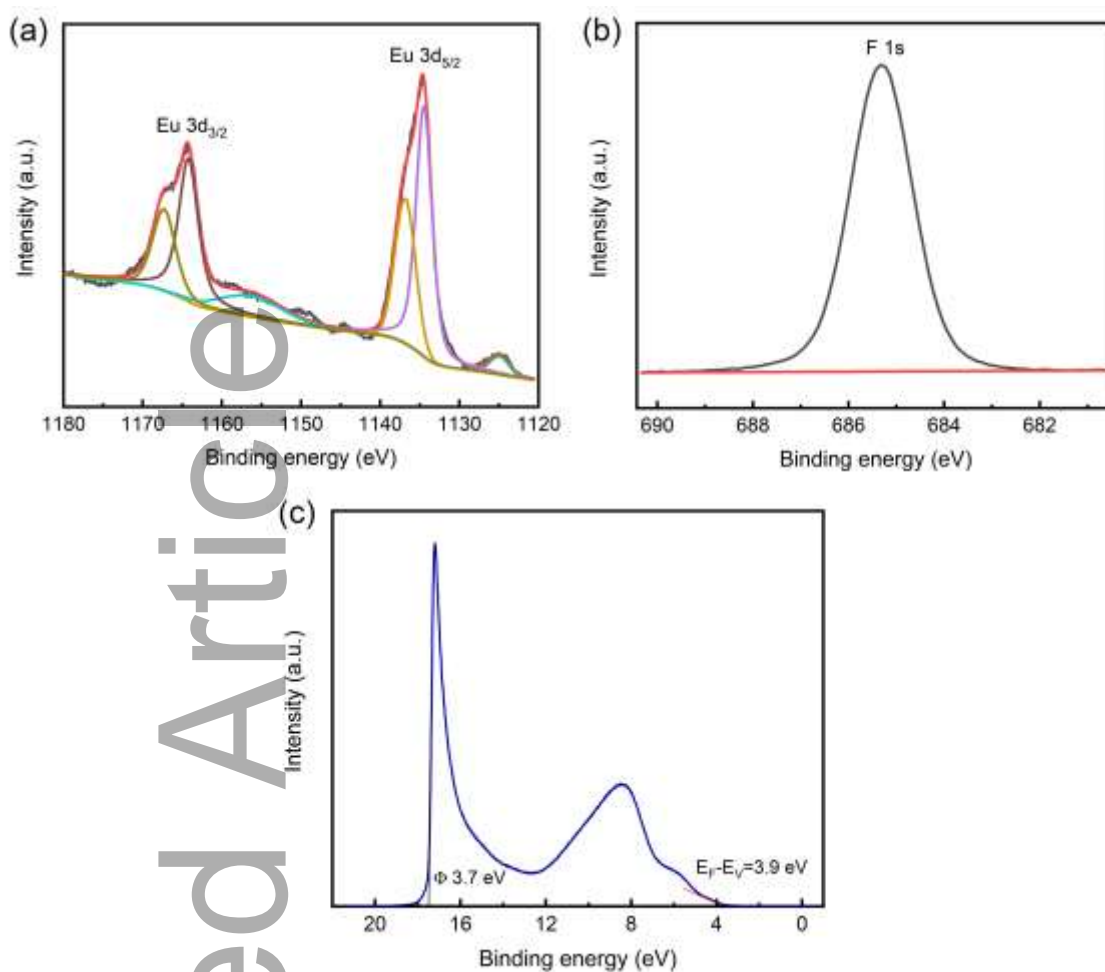 (a)
Eu 3d5/2
Eu 3d3/2
Intensity (a.u.)
1180 1170 1160 1150 1140 1130 1120
Binding energy (eV)
(b)
F 1s
Intensity (a.u.)
690 688 686 684 682
Binding energy (eV)
(c)
Intensity (a.u.)
Φ 3.7 eV
EF-EV=3.9 eV
20 16 12 8 4 0
Binding energy (eV)
ed Article